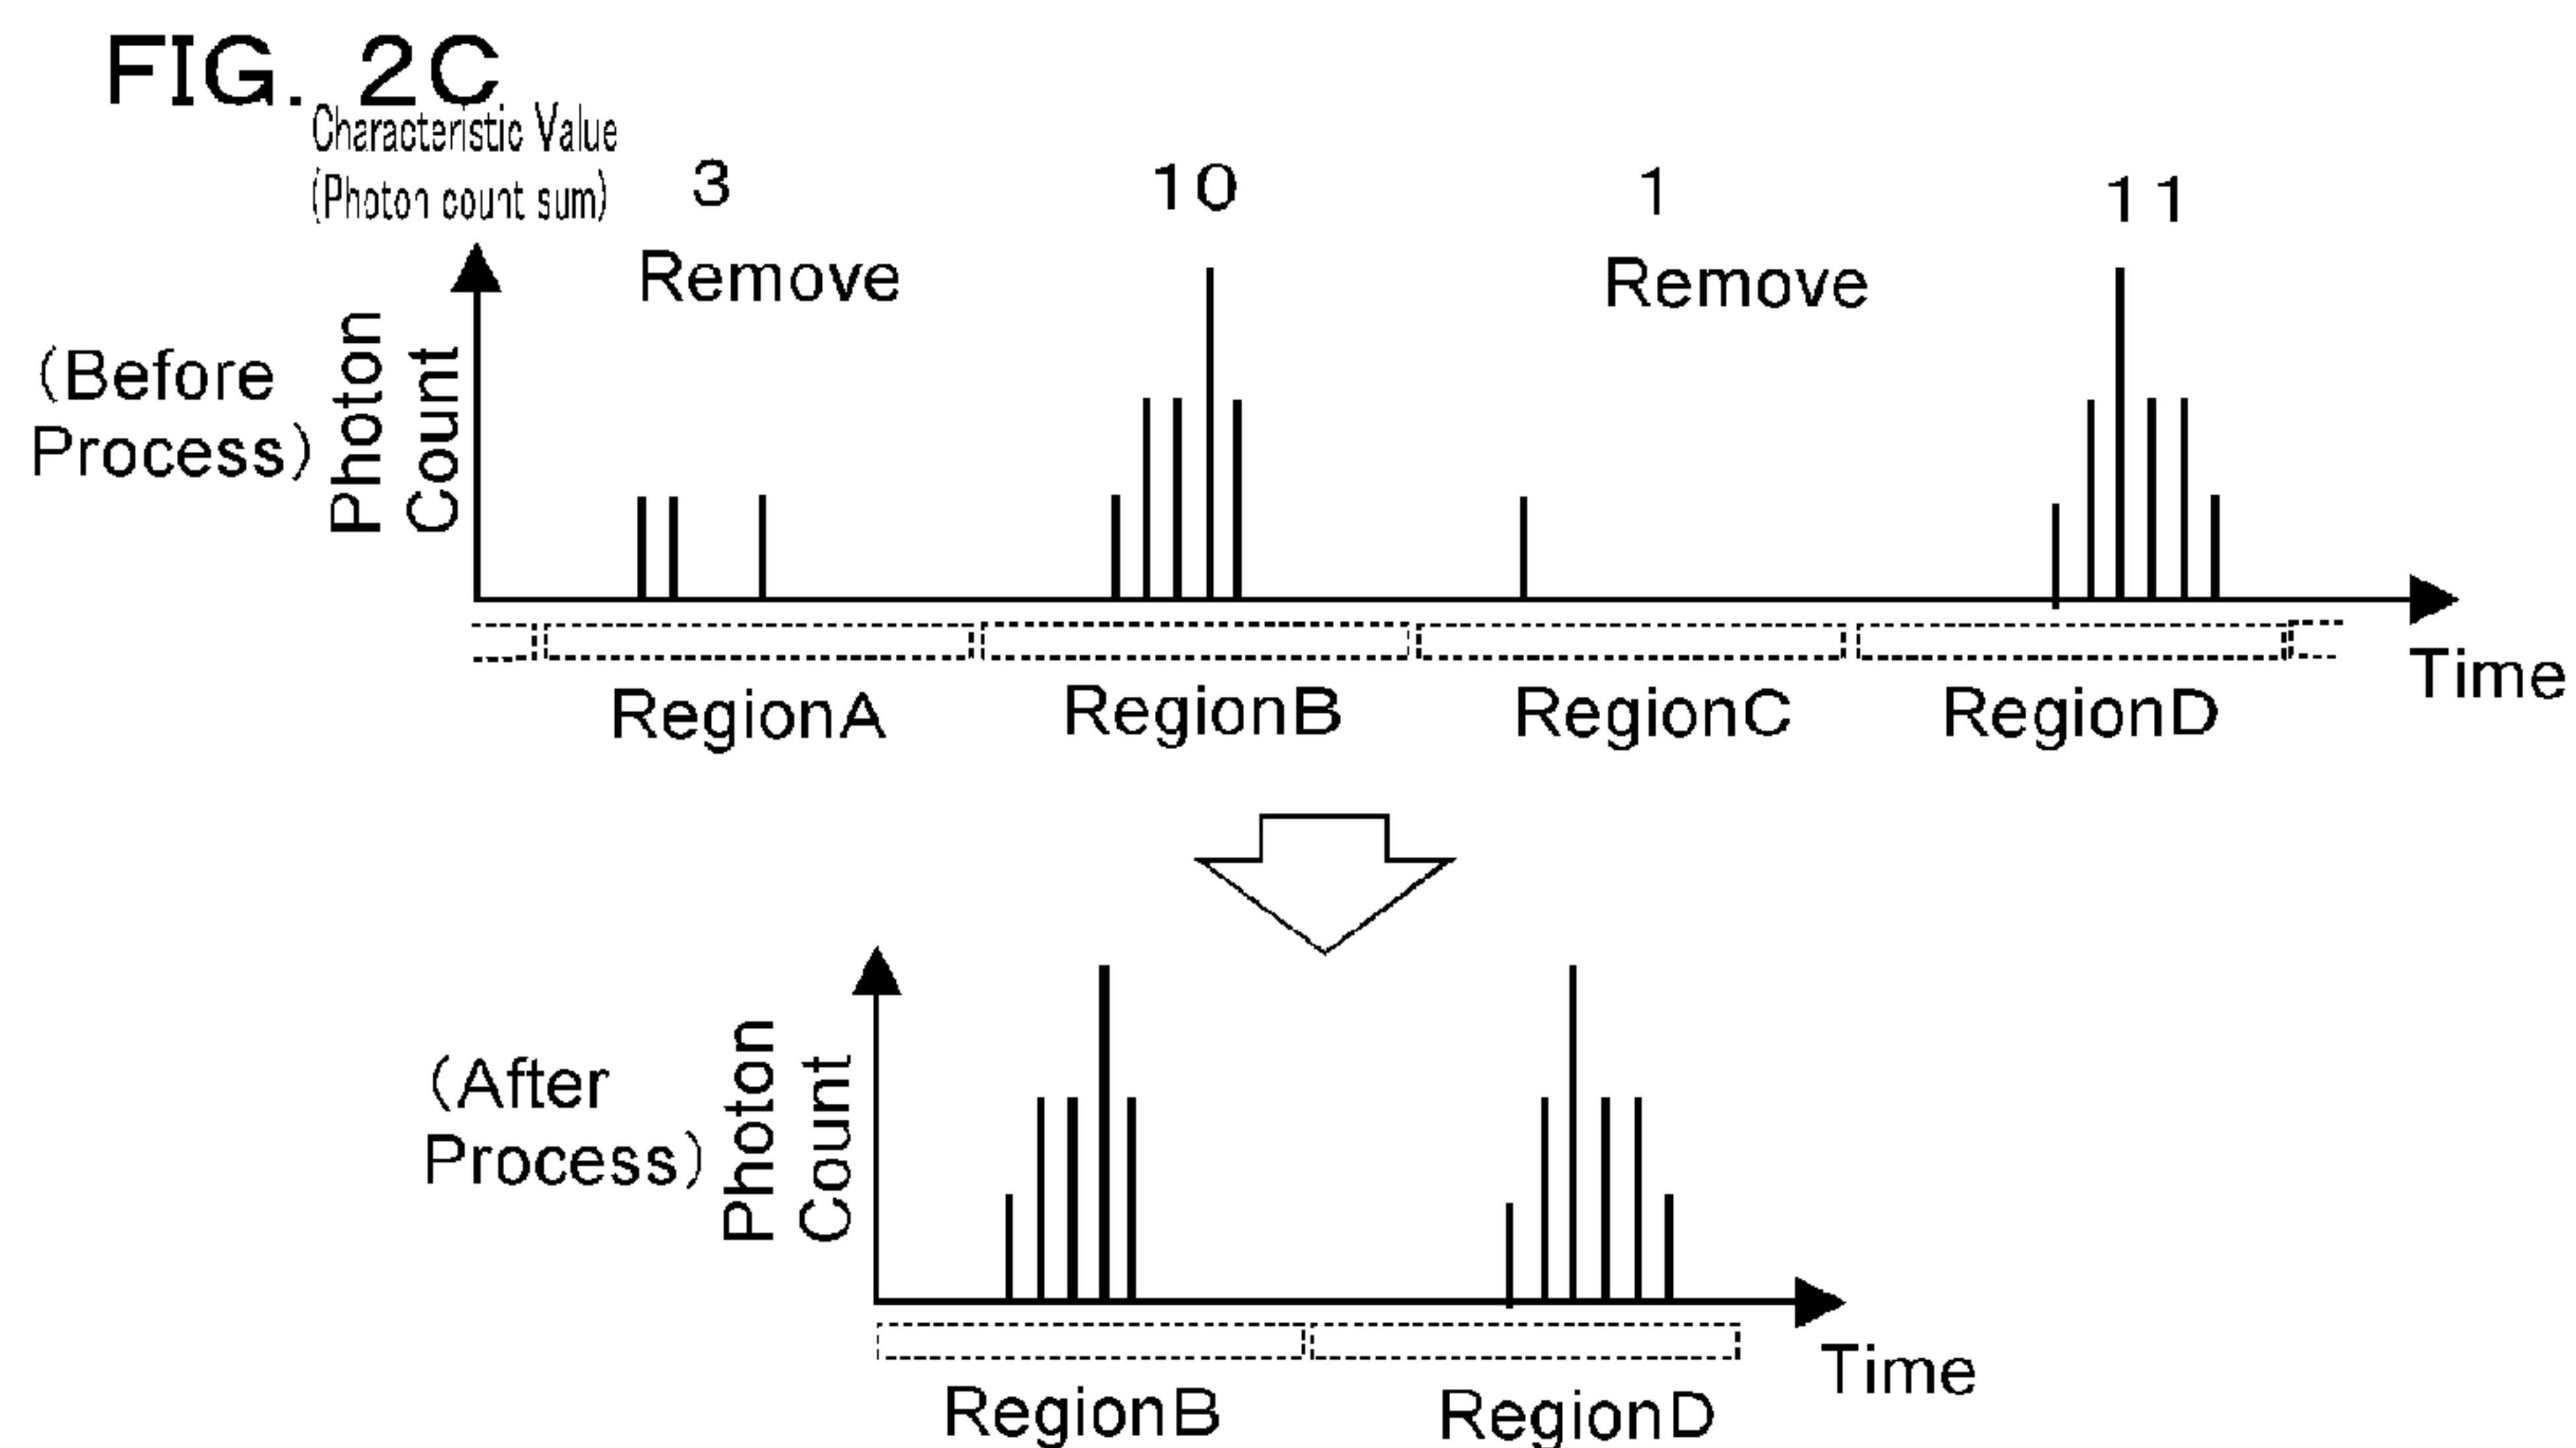 FIG. 2C
Characteristic Value
(Photon count sum)
3
10
1
11
Remove
Remove
(Before
Process)
Photon
Count
Time
RegionA
RegionB
RegionC
RegionD
(After
Process)
Photon
Count
Time
RegionB
RegionD